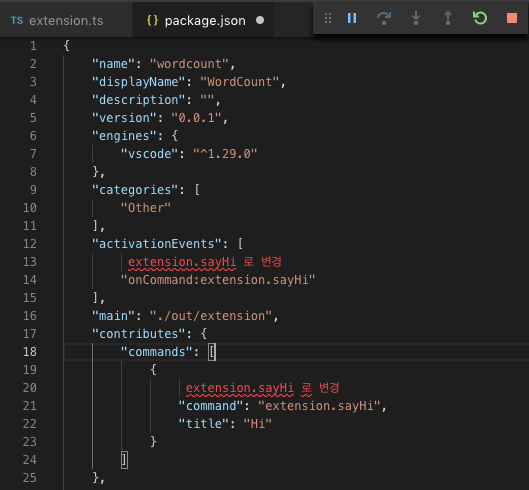 TS extension.ts
{} package.json
1 {
2 "name": "wordcount",
3 "displayName": "WordCount",
4 "description": "",
5 "version": "0.0.1",
6 "engines": {
7 "vscode": "^1.29.0"
8 },
9 "categories": [
10 "Other"
11 ],
12 "activationEvents": [
13 extension.sayHi 로 변경
14 "onCommand:extension.sayHi"
15 ],
16 "main": "./out/extension",
17 "contributes": {
18 "commands": [
19 {
20 extension.sayHi 로 변경
21 "command": "extension.sayHi",
22 "title": "Hi"
23 }
24 ]
25 },